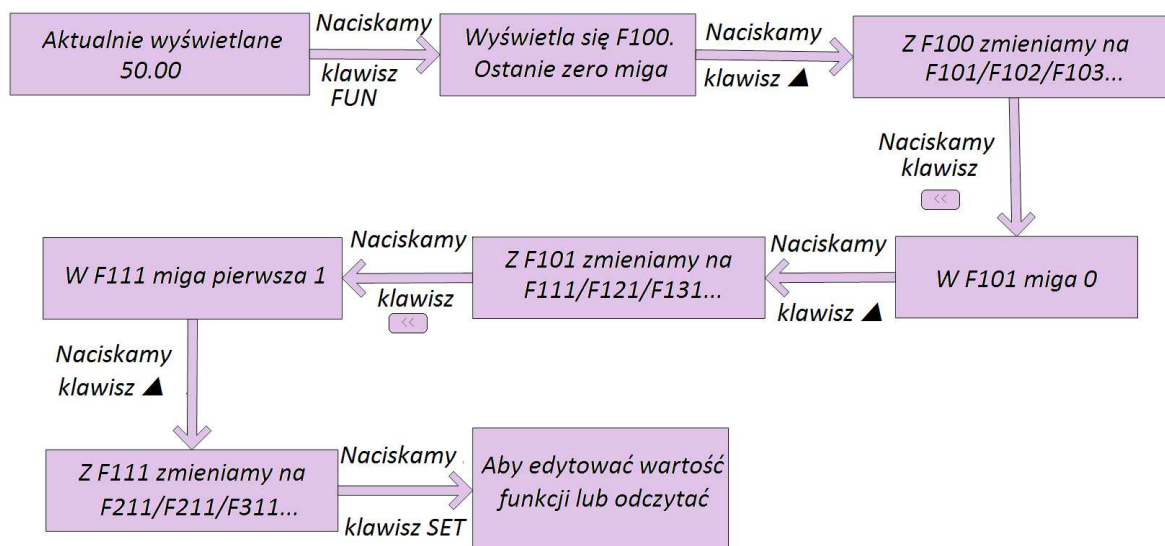 Aktualnie wyświetlane
50.00
Naciskamy
klawisz
FUN
Wyświetla się F100.
Ostanie zero miga
Naciskamy
klawisz ▲
Z F100 zmieniamy na
F101/F102/F103...
Naciskamy
klawisz
<<
W F101 miga 0
Naciskamy
klawisz ▲
Z F101 zmieniamy na
F111/F121/F131...
Naciskamy
klawisz
<<
W F111 miga pierwsza 1
Naciskamy
klawisz ▲
Z F111 zmieniamy na
F211/F211/F311...
Naciskamy
klawisz SET
Aby edytować wartość
funkcji lub odczytać